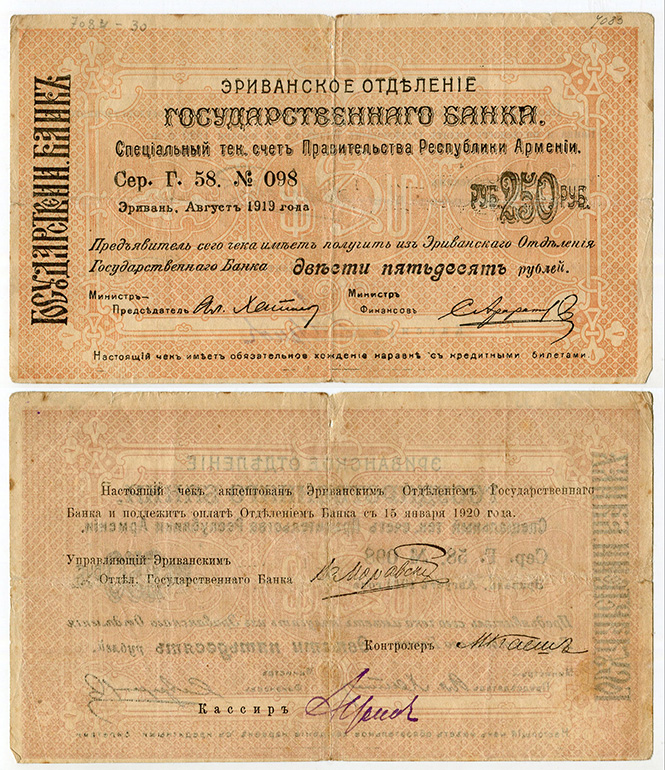 7084-30
7083
ГОСУДАРСТВЕННЫЙ БАНКЪ
ЭРИВАНСКОЕ ОТДѢЛЕНІЕ
ГОСУДАРСТВЕННАГО БАНКА.
Спеціальный тек. счетъ Правительства Республики Арменіи.
Сер. Г. 58. № 098
РУБ. 250 РУБ.
Эривань, Августъ 1919 года
Предъявитель сего чека имѣетъ получить изъ Эриванскаго Отдѣленія
Государственнаго Банка двѣсти пятьдесятъ рублей.
Министръ—
Предсѣдатель Ал. Хатис
Министръ
Финансовъ
Настоящій чекъ имѣетъ обязательное хожденіе наравнѣ съ кредитными билетами.
Настоящій чекъ акцептованъ Эриванскимъ Отдѣленіемъ Государственнаго
Банка и подлежитъ оплатѣ Отдѣленіемъ Банка съ 15 января 1920 года.
Управляющій Эриванскимъ
Отдѣл. Государственнаго Банка
Контролеръ
Кассиръ